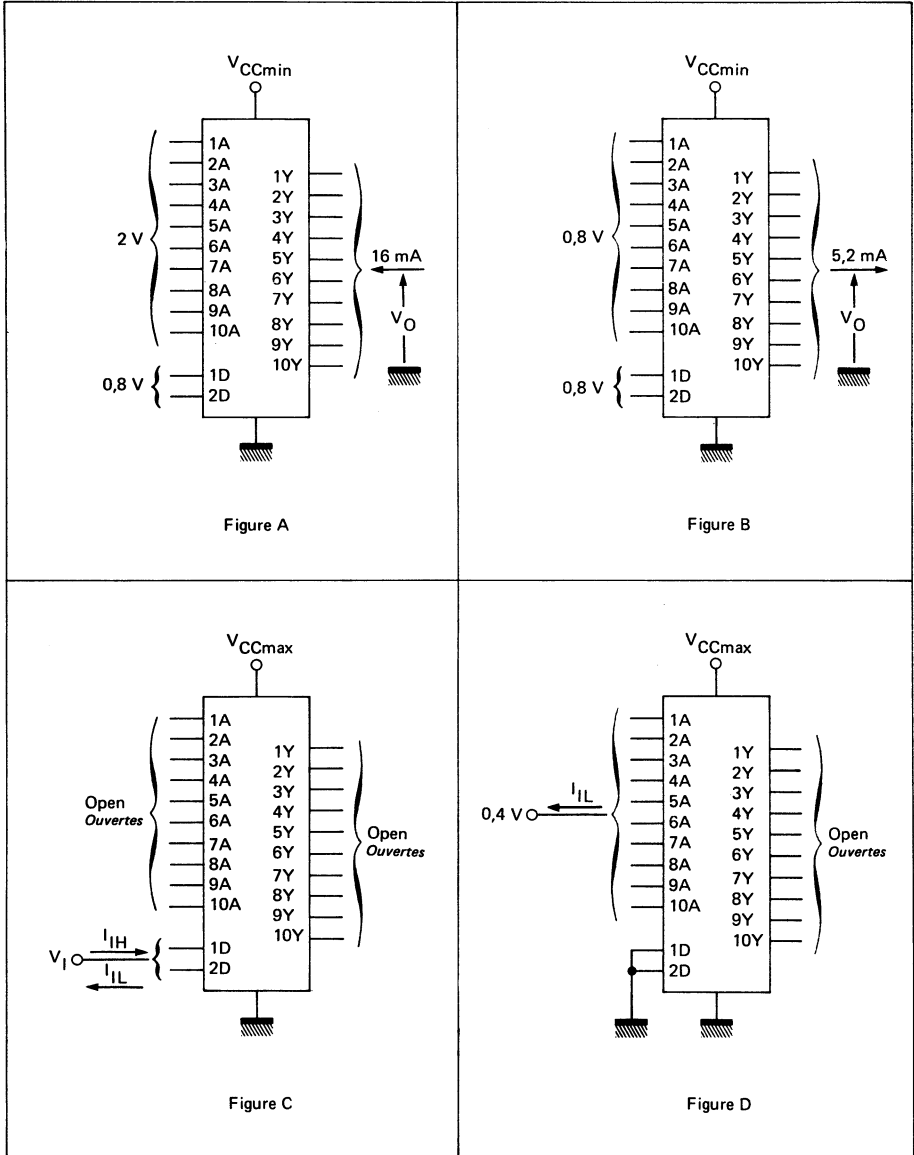 VCCmin
1A
2A
3A
4A
5A
6A
7A
8A
9A
10A
2 V
1D
2D
0,8 V
1Y
2Y
3Y
4Y
5Y
6Y
7Y
8Y
9Y
10Y
16 mA
VO
Figure A
VCCmin
1A
2A
3A
4A
5A
6A
7A
8A
9A
10A
0,8 V
1D
2D
0,8 V
1Y
2Y
3Y
4Y
5Y
6Y
7Y
8Y
9Y
10Y
5,2 mA
VO
Figure B
VCCmax
1A
2A
3A
4A
5A
6A
7A
8A
9A
10A
Open
Ouvertes
1D
2D
VI
IIH
IIL
1Y
2Y
3Y
4Y
5Y
6Y
7Y
8Y
9Y
10Y
Open
Ouvertes
Figure C
VCCmax
1A
2A
3A
4A
5A
6A
7A
8A
9A
10A
0,4 V
IIL
1D
2D
1Y
2Y
3Y
4Y
5Y
6Y
7Y
8Y
9Y
10Y
Open
Ouvertes
Figure D